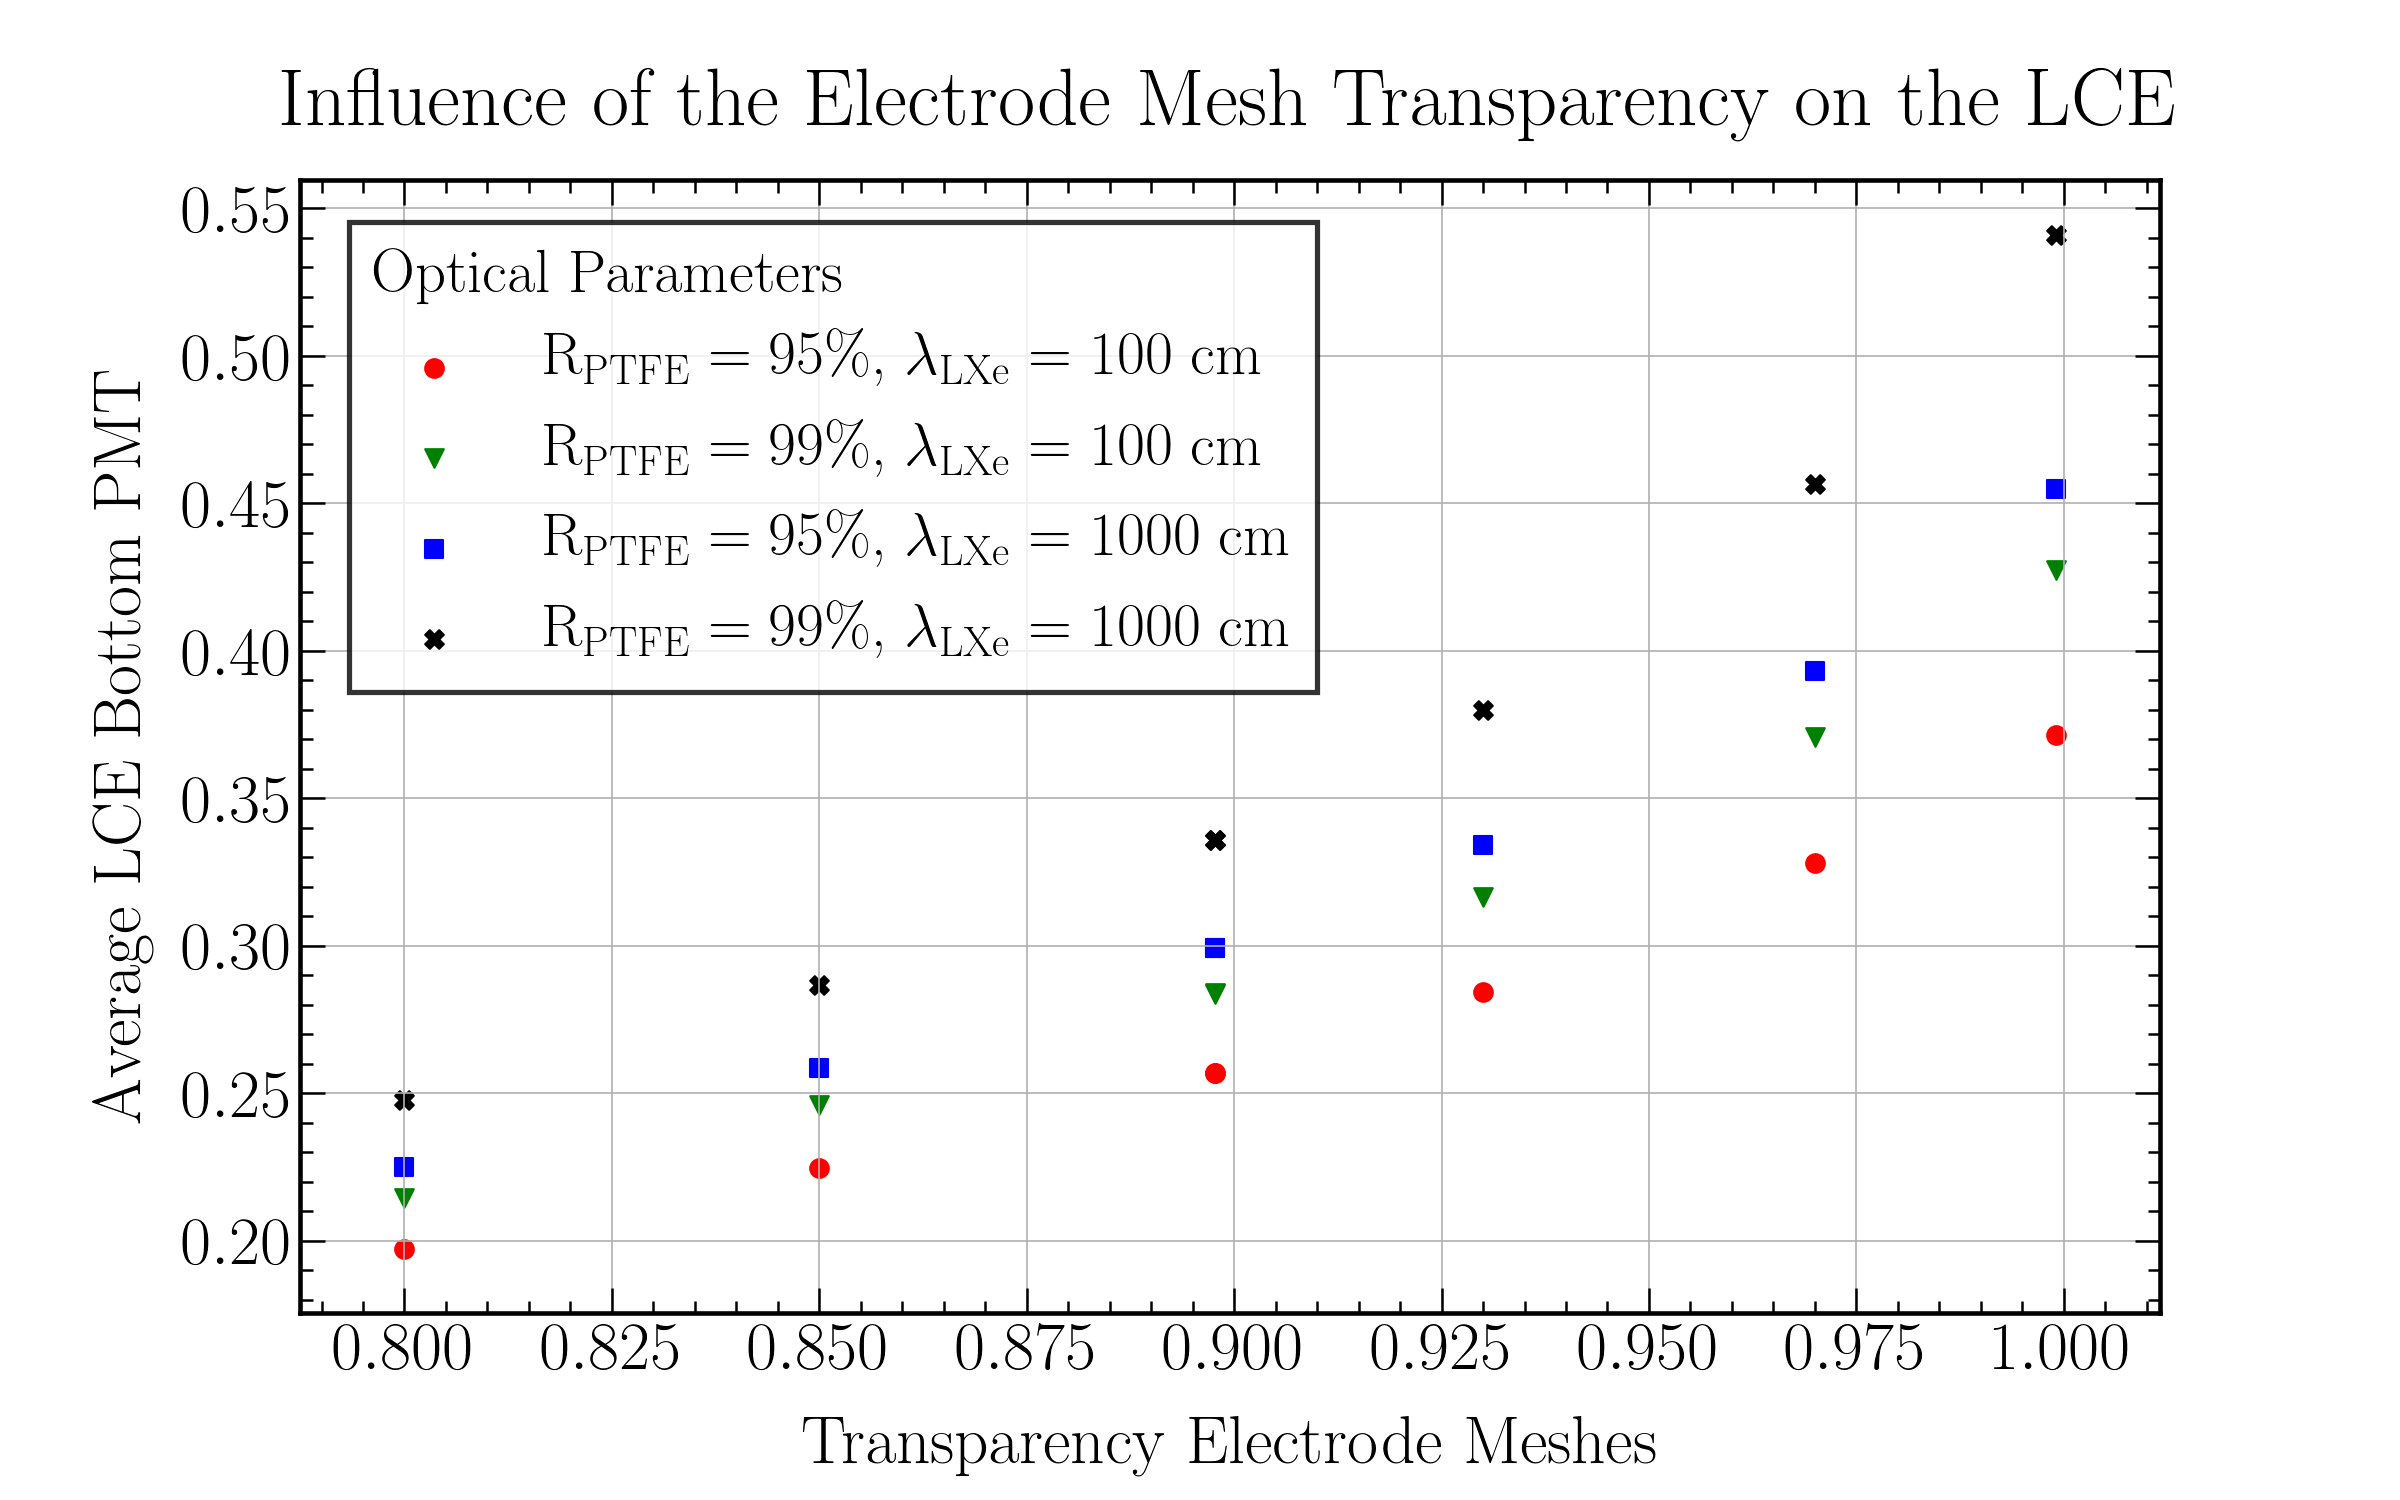 Influence of the Electrode Mesh Transparency on the LCE
Optical Parameters
R_PTFE = 95%, λ_LXe = 100 cm
R_PTFE = 99%, λ_LXe = 100 cm
R_PTFE = 95%, λ_LXe = 1000 cm
R_PTFE = 99%, λ_LXe = 1000 cm
Average LCE Bottom PMT
0.55
0.50
0.45
0.40
0.35
0.30
0.25
0.20
0.800 0.825 0.850 0.875 0.900 0.925 0.950 0.975 1.000
Transparency Electrode Meshes